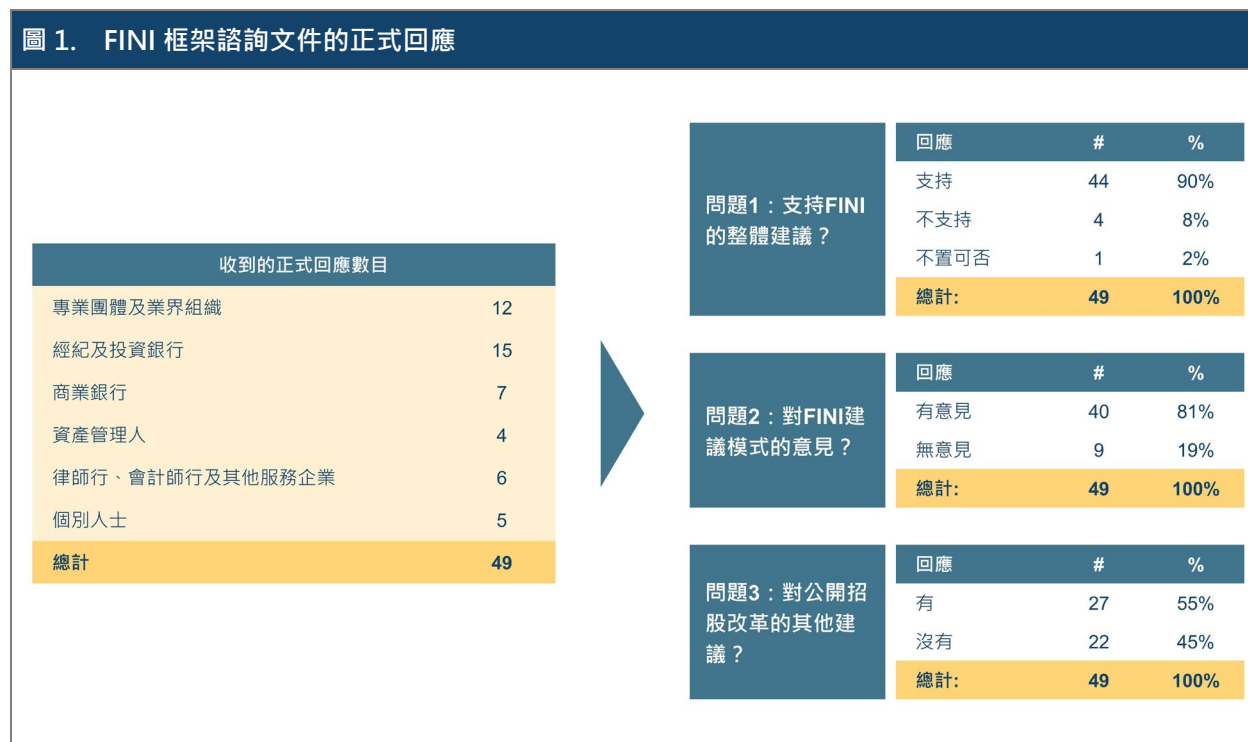 圖 1. FINI 框架諮詢文件的正式回應
收到的正式回應數目
專業團體及業界組織 12
經紀及投資銀行 15
商業銀行 7
資產管理人 4
律師行、會計師行及其他服務企業 6
個別人士 5
總計 49
問題1：支持FINI
的整體建議？
回應 # %
支持 44 90%
不支持 4 8%
不置可否 1 2%
總計: 49 100%
問題2：對FINI建
議模式的意見？
回應 # %
有意見 40 81%
無意見 9 19%
總計: 49 100%
問題3：對公開招
股改革的其他建
議？
回應 # %
有 27 55%
沒有 22 45%
總計: 49 100%